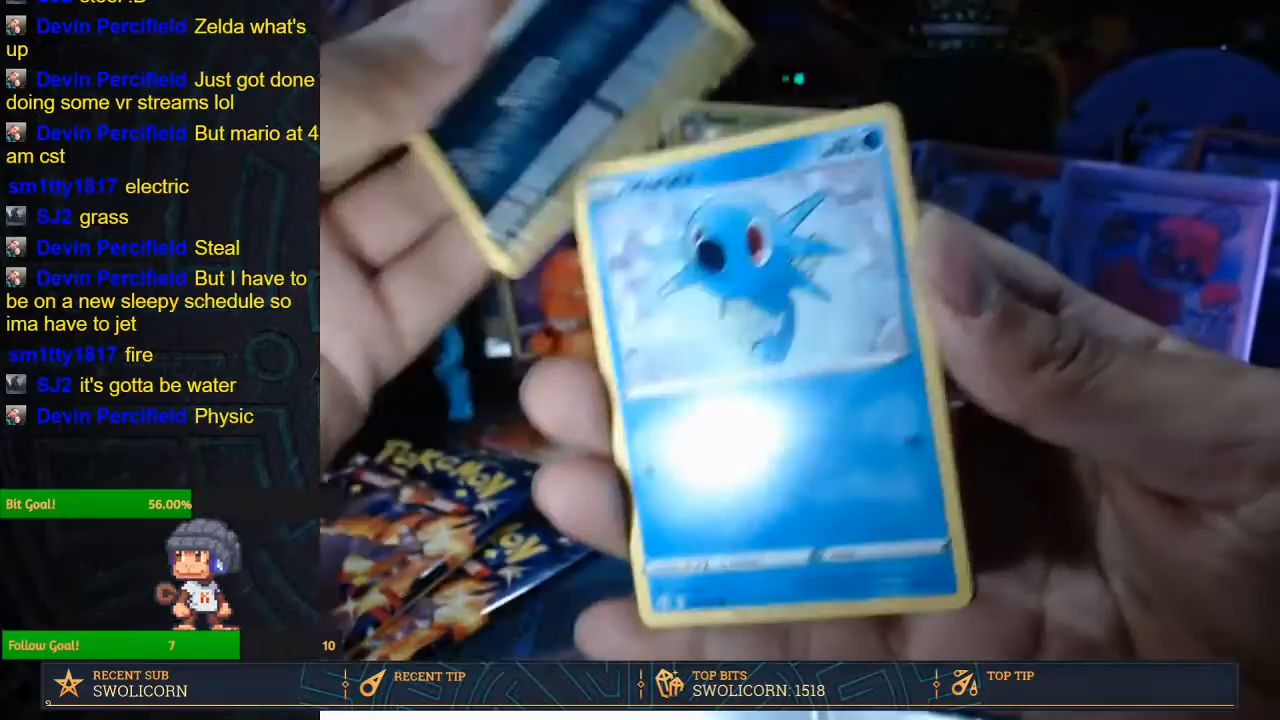 Devin Percifield Zelda what's
up
Devin Percifield Just got done
doing some vr streams lol
Devin Percifield But mario at 4
am cst
sm1tty1817 electric
SJ2 grass
Devin Percifield Steal
Devin Percifield But I have to
be on a new sleepy schedule so
ima have to jet
sm1tty1817 fire
SJ2 it's gotta be water
Devin Percifield Physic
Bit Goal! 56.00%
Follow Goal! 7 10
POKEMON
RECENT SUB
SWOLICORN
RECENT TIP
TOP BITS
SWOLICORN: 1518
TOP TIP